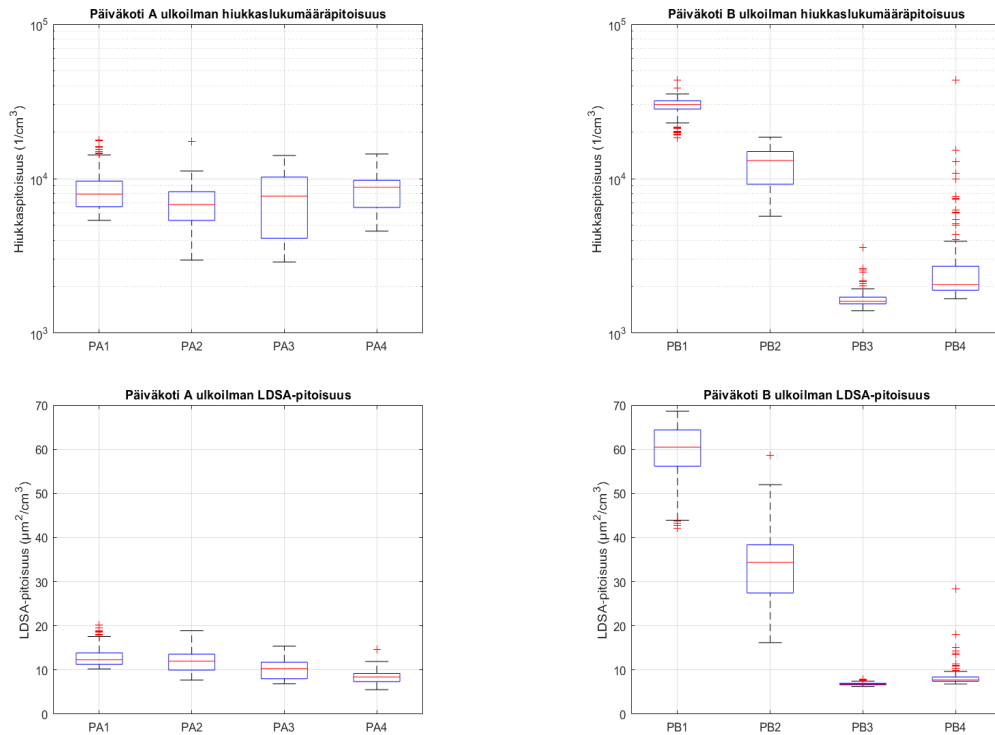 Päiväkoti A ulkoilman hiukkaslukumääräpitoisuus
10^5
10^4
10^3
Hiukkaspitoisuus (1/cm^3)
PA1 PA2 PA3 PA4
Päiväkoti B ulkoilman hiukkaslukumääräpitoisuus
10^5
10^4
10^3
Hiukkaspitoisuus (1/cm^3)
PB1 PB2 PB3 PB4
Päiväkoti A ulkoilman LDSA-pitoisuus
70
60
50
40
30
20
10
0
LDSA-pitoisuus (µm^2/cm^3)
PA1 PA2 PA3 PA4
Päiväkoti B ulkoilman LDSA-pitoisuus
70
60
50
40
30
20
10
0
LDSA-pitoisuus (µm^2/cm^3)
PB1 PB2 PB3 PB4